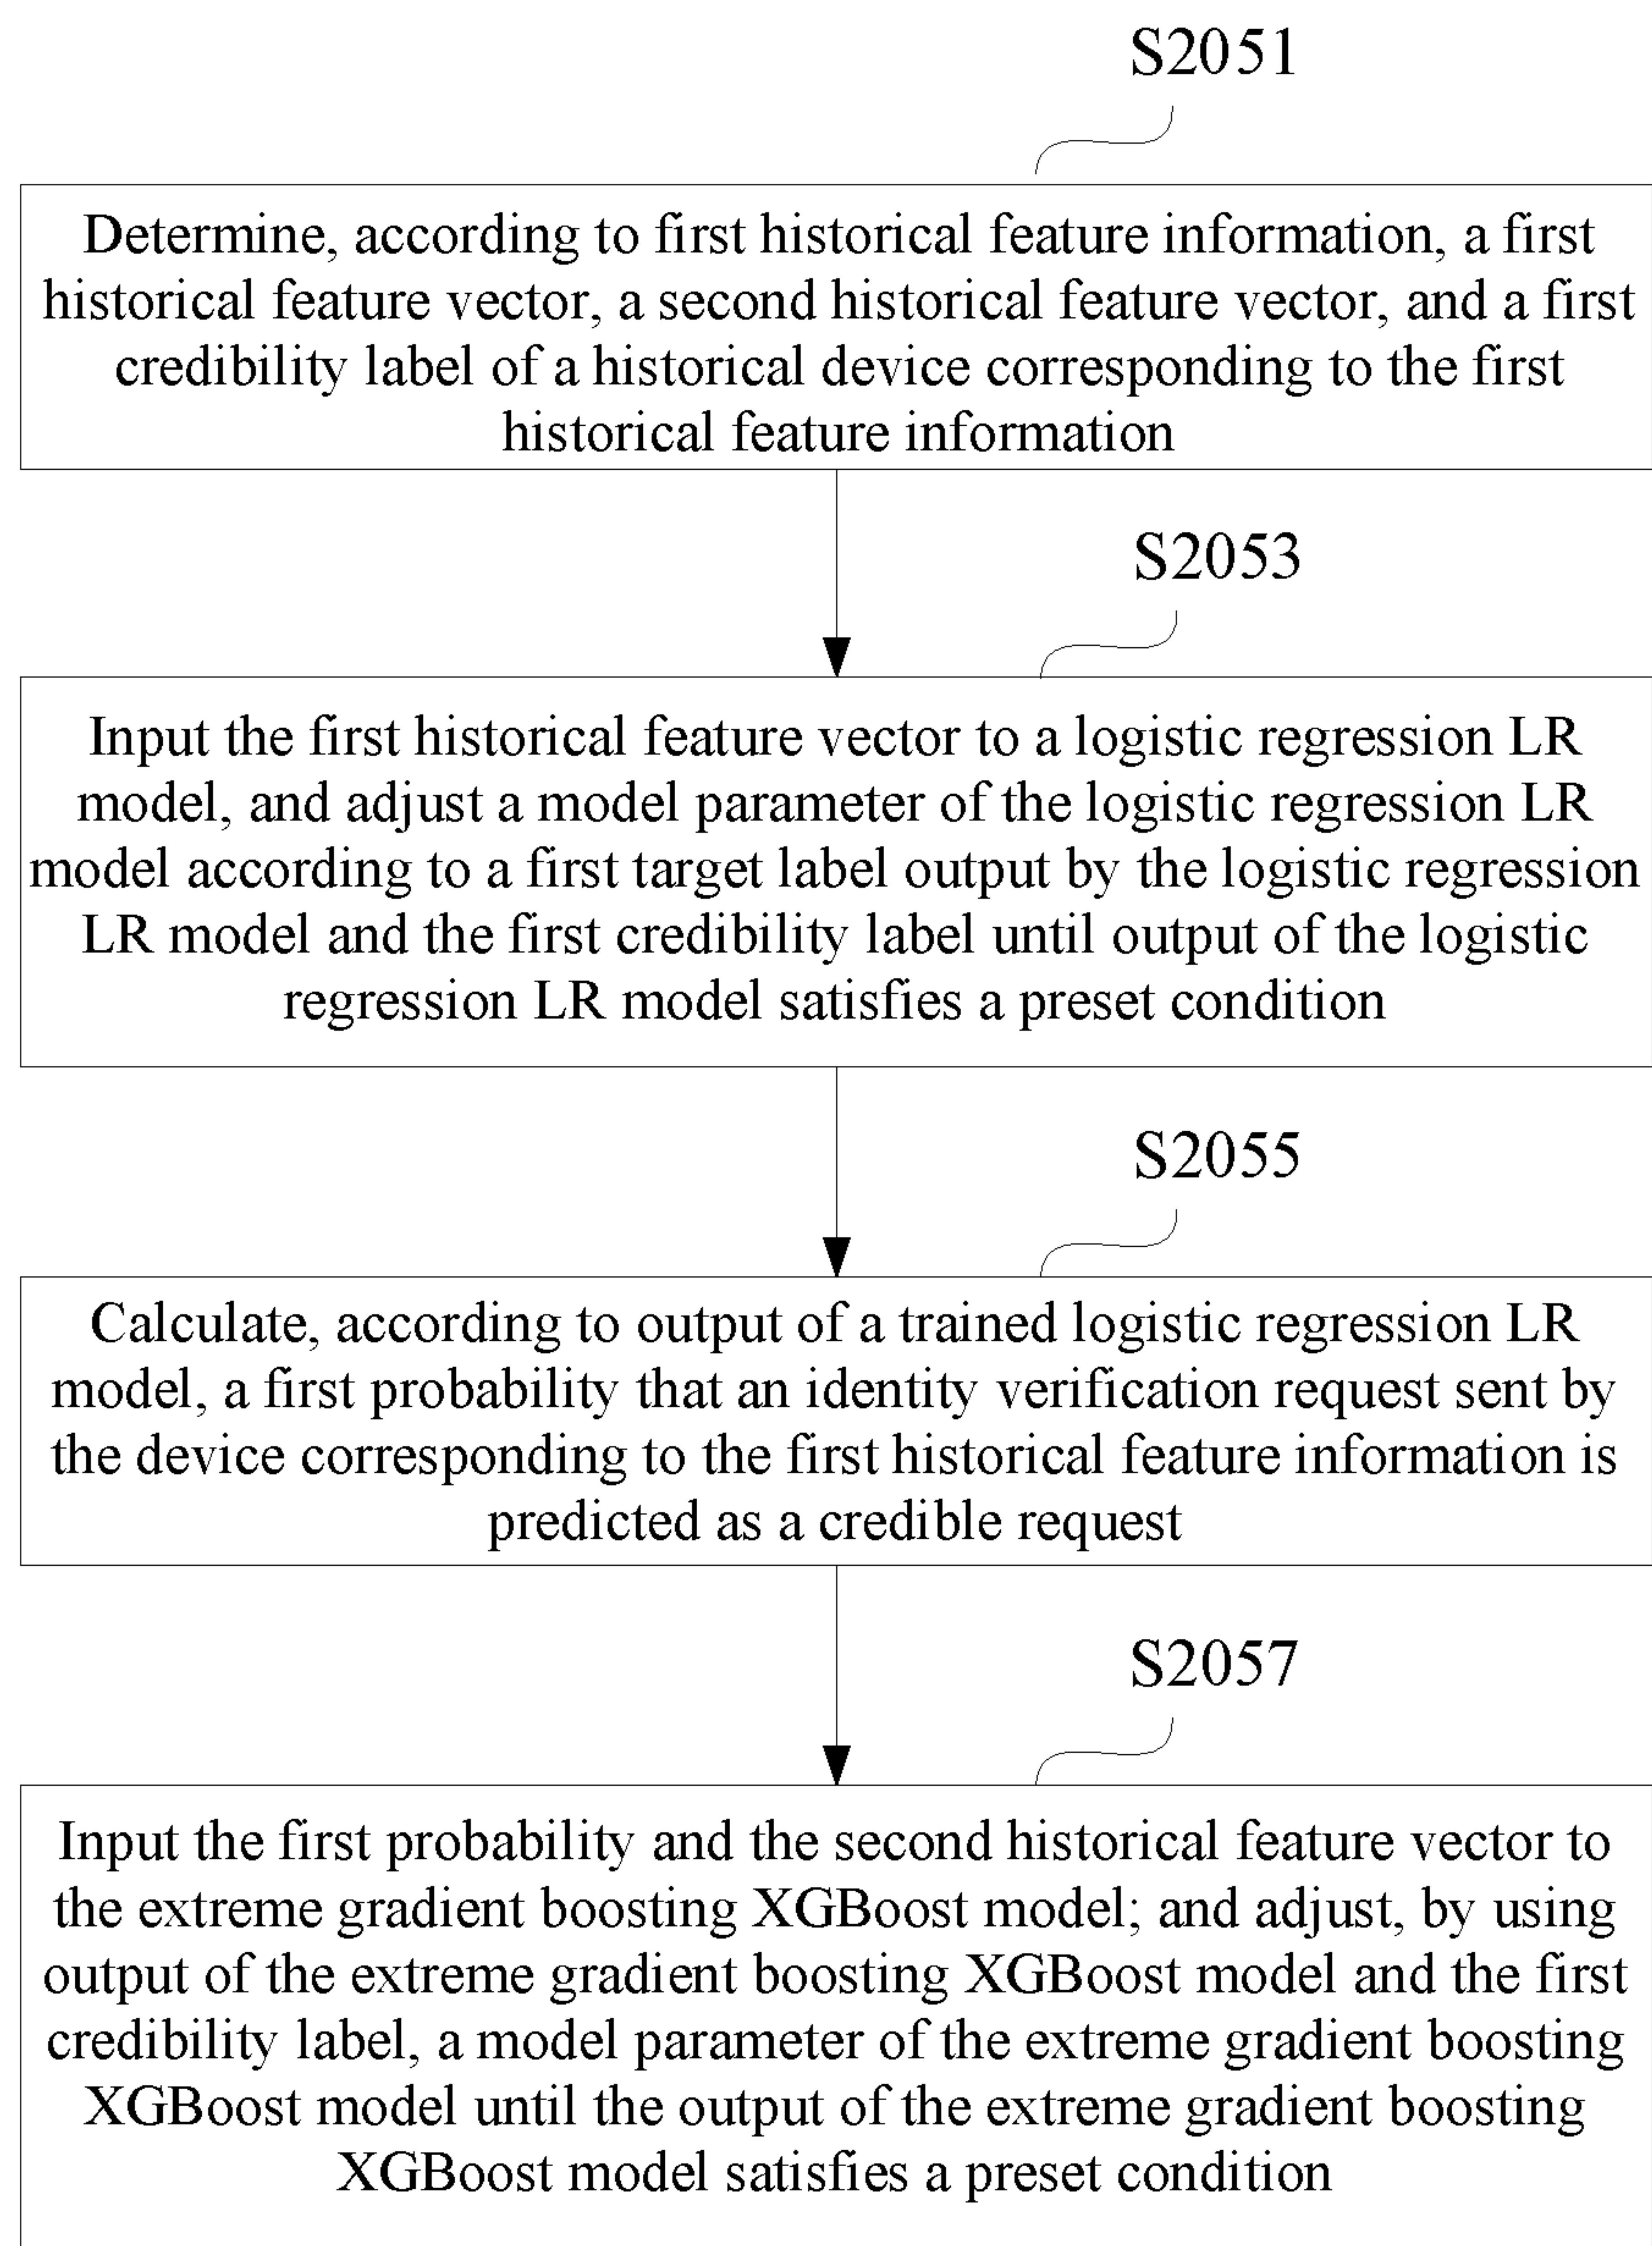 S2051
Determine, according to first historical feature information, a first
historical feature vector, a second historical feature vector, and a first
credibility label of a historical device corresponding to the first
historical feature information
S2053
Input the first historical feature vector to a logistic regression LR
model, and adjust a model parameter of the logistic regression LR
model according to a first target label output by the logistic regression
LR model and the first credibility label until output of the logistic
regression LR model satisfies a preset condition
S2055
Calculate, according to output of a trained logistic regression LR
model, a first probability that an identity verification request sent by
the device corresponding to the first historical feature information is
predicted as a credible request
S2057
Input the first probability and the second historical feature vector to
the extreme gradient boosting XGBoost model; and adjust, by using
output of the extreme gradient boosting XGBoost model and the first
credibility label, a model parameter of the extreme gradient boosting
XGBoost model until the output of the extreme gradient boosting
XGBoost model satisfies a preset condition